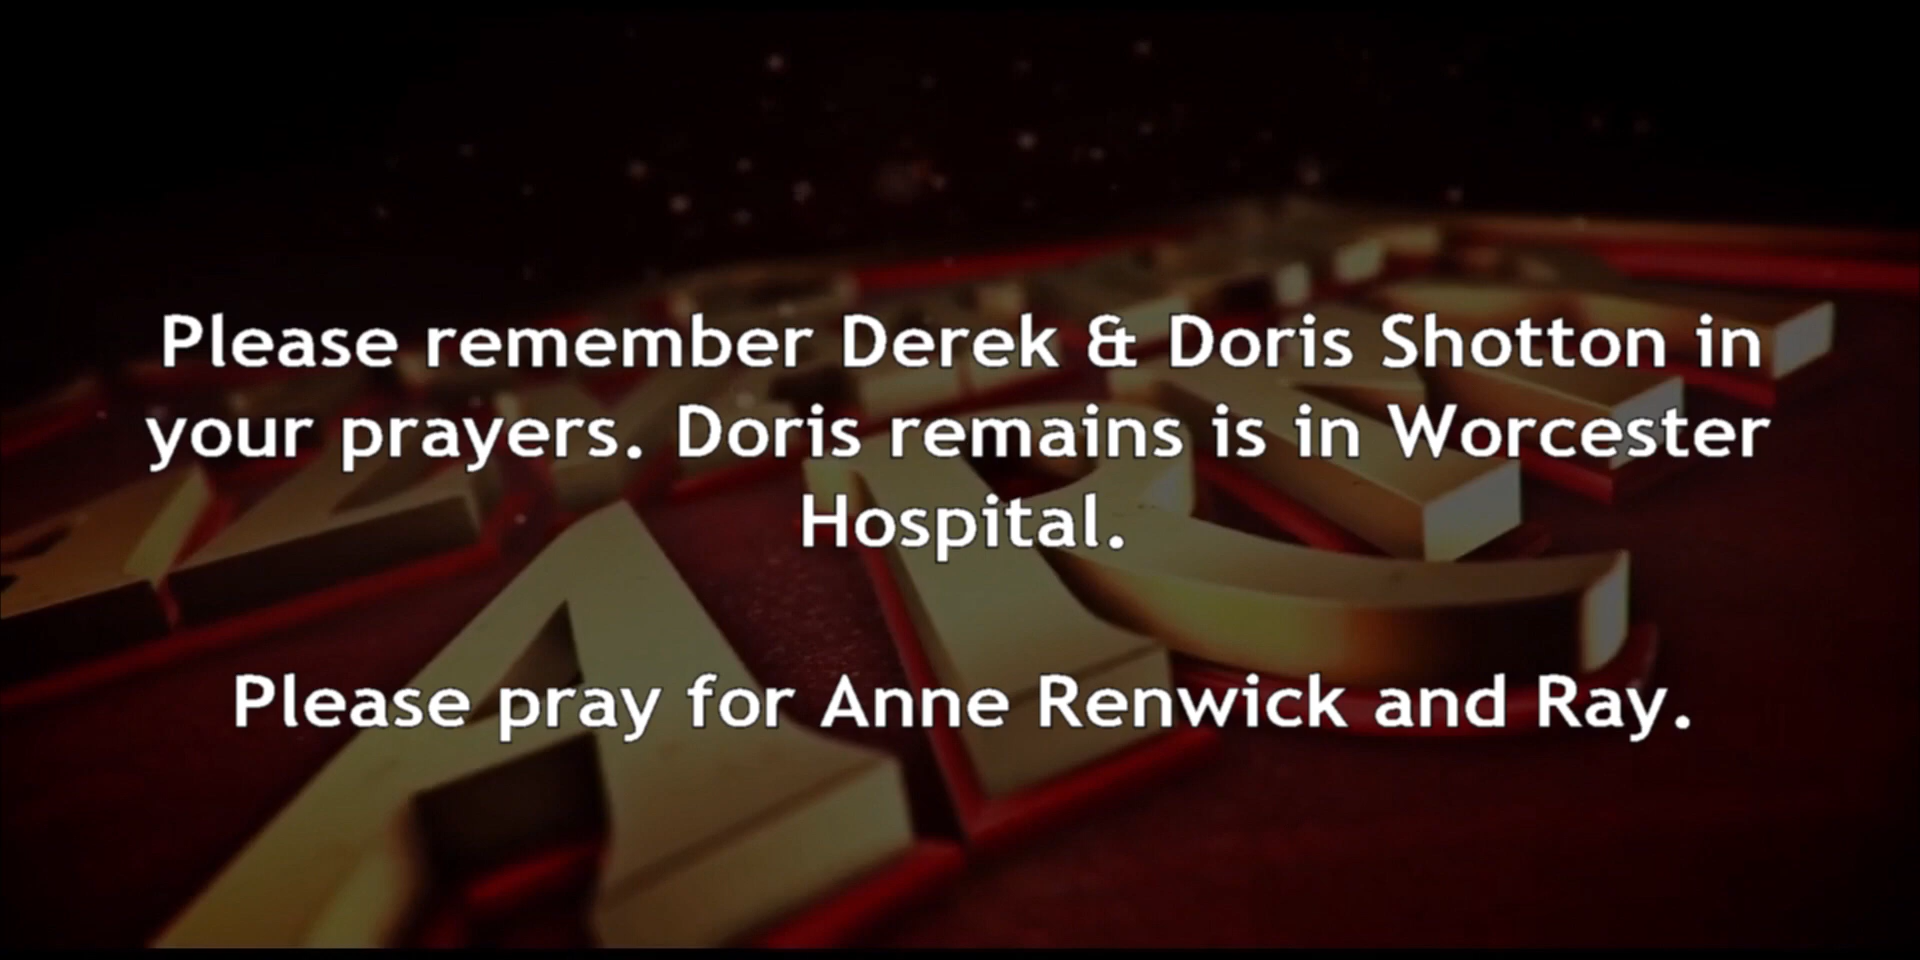 Please remember Derek & Doris Shotton in
your prayers. Doris remains is in Worcester
Hospital.
Please pray for Anne Renwick and Ray.